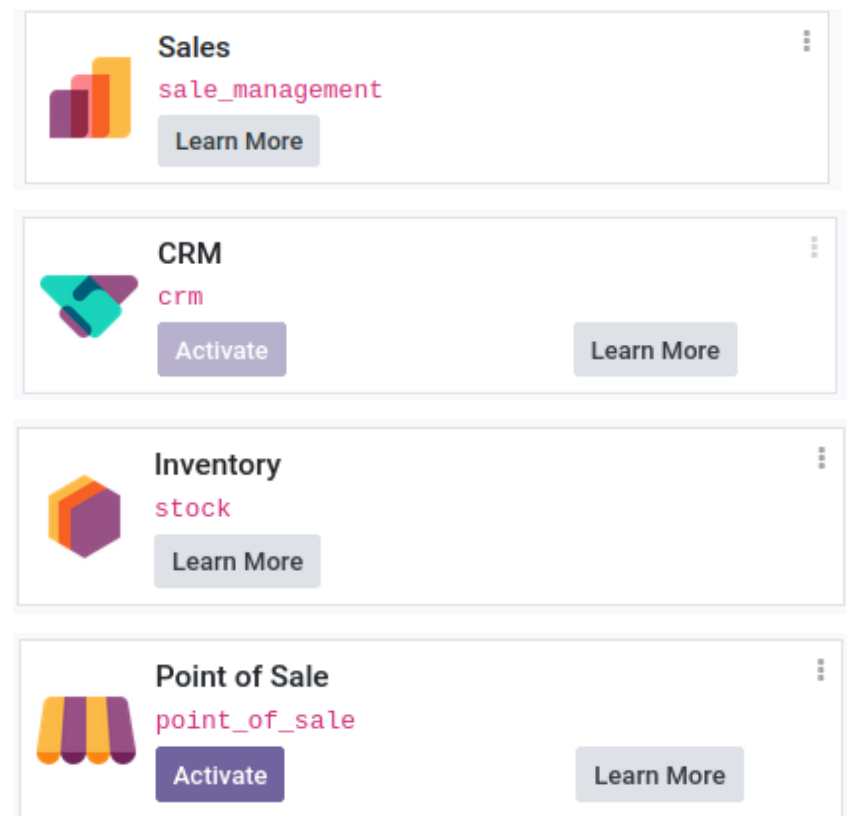 Sales
sale_management
Learn More
CRM
crm
Activate Learn More
Inventory
stock
Learn More
Point of Sale
point_of_sale
Activate Learn More